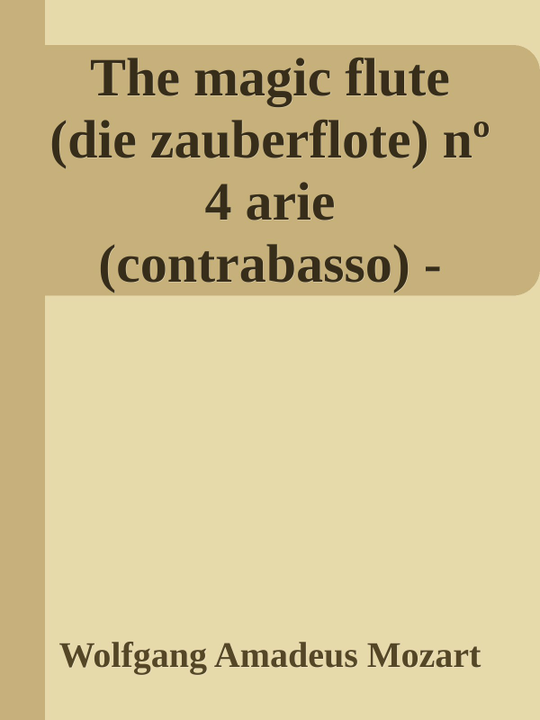 The magic flute
(die zauberflote) nº
4 arie
(contrabasso) -
Wolfgang Amadeus Mozart